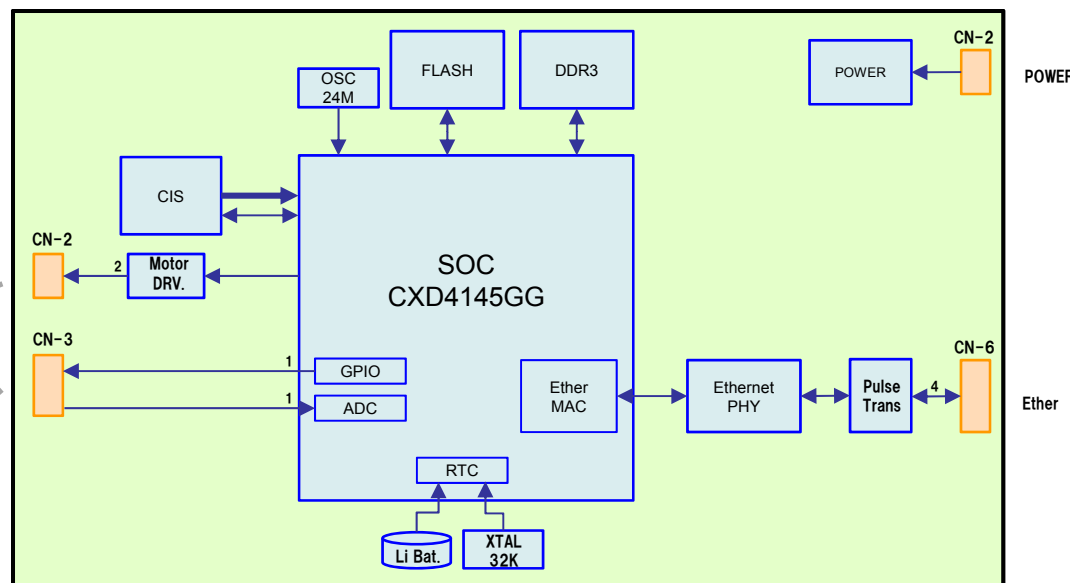 CN-2
POWER
POWER
FLASH
DDR3
OSC
24M
CIS
CN-2
2
Motor
DRV.
SOC
CXD4145GG
CN-3
1
GPIO
1
ADC
Ether
MAC
Ethernet
PHY
Pulse
Trans
4
CN-6
Ether
RTC
Li Bat.
XTAL
32K